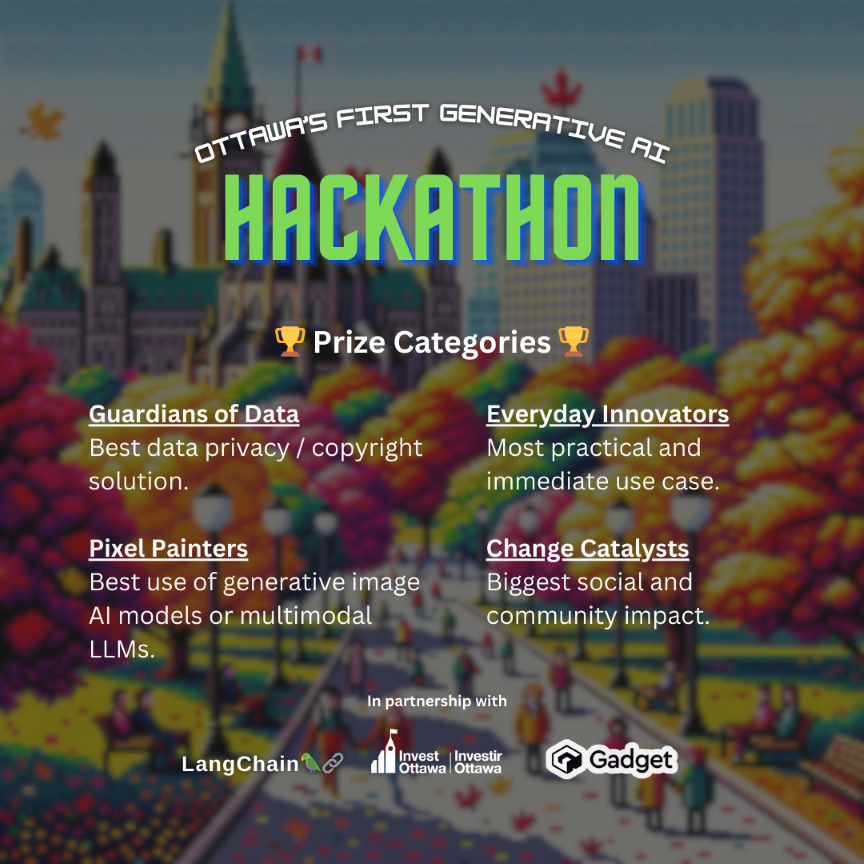 OTTAWA'S FIRST GENERATIVE AI
HACKATHON
🏆 Prize Categories 🏆
Guardians of Data
Best data privacy / copyright
solution.
Everyday Innovators
Most practical and
immediate use case.
Pixel Painters
Best use of generative image
AI models or multimodal
LLMs.
Change Catalysts
Biggest social and
community impact.
In partnership with
LangChain🦜🔗
Invest Ottawa | Investir Ottawa
Gadget